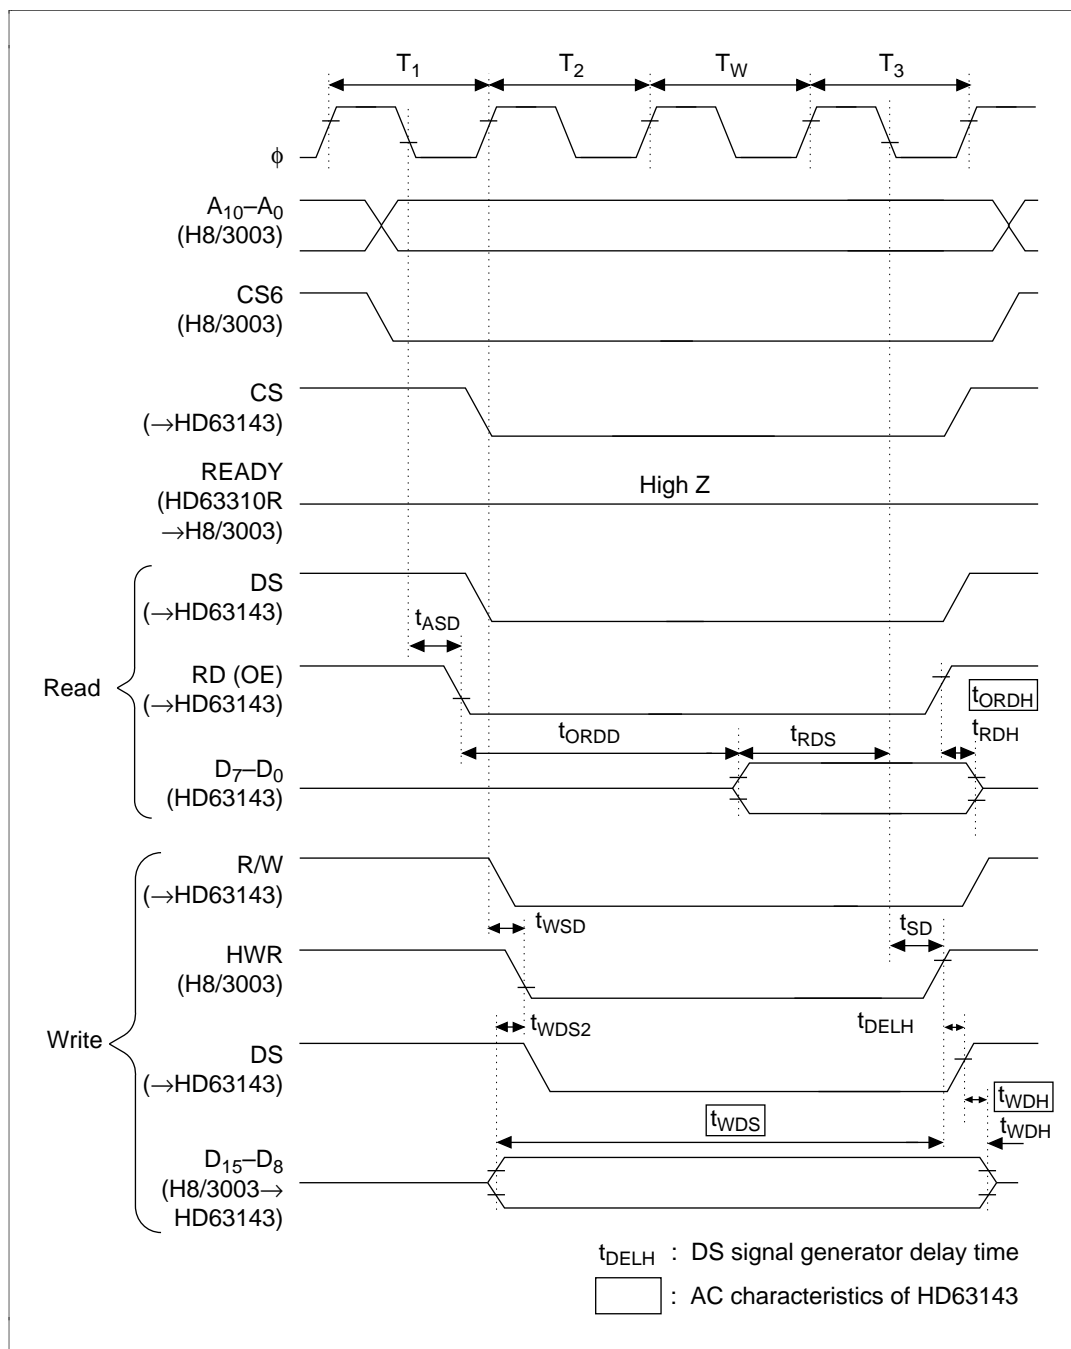 T1 T2 TW T3
φ
A10–A0
(H8/3003)
CS6
(H8/3003)
CS
(→HD63143)
READY
(HD63310R
→H8/3003)
High Z
Read
DS
(→HD63143)
tASD
RD (OE)
(→HD63143)
tORDH
tORDD
tRDS
tRDH
D7–D0
(HD63143)
Write
R/W
(→HD63143)
tWSD
tSD
HWR
(H8/3003)
tWDS2
tDELH
DS
(→HD63143)
tWDH
tWDS
tWDH
D15–D8
(H8/3003→
HD63143)
tDELH : DS signal generator delay time
: AC characteristics of HD63143